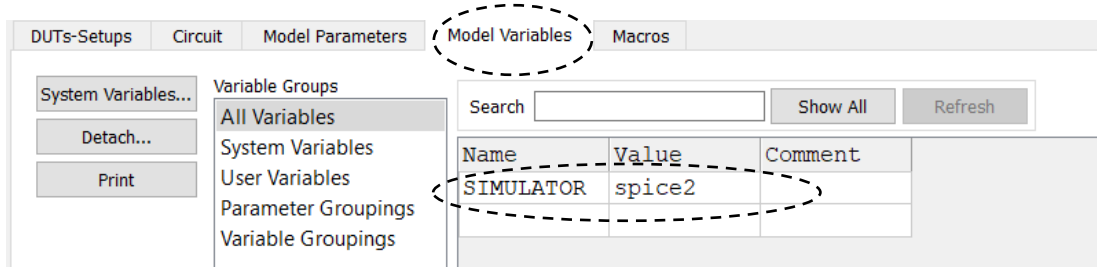 DUTs-Setups Circuit Model Parameters Model Variables Macros
System Variables...
Detach...
Print
Variable Groups
All Variables
System Variables
User Variables
Parameter Groupings
Variable Groupings
Search Show All Refresh
Name Value Comment
SIMULATOR spice2